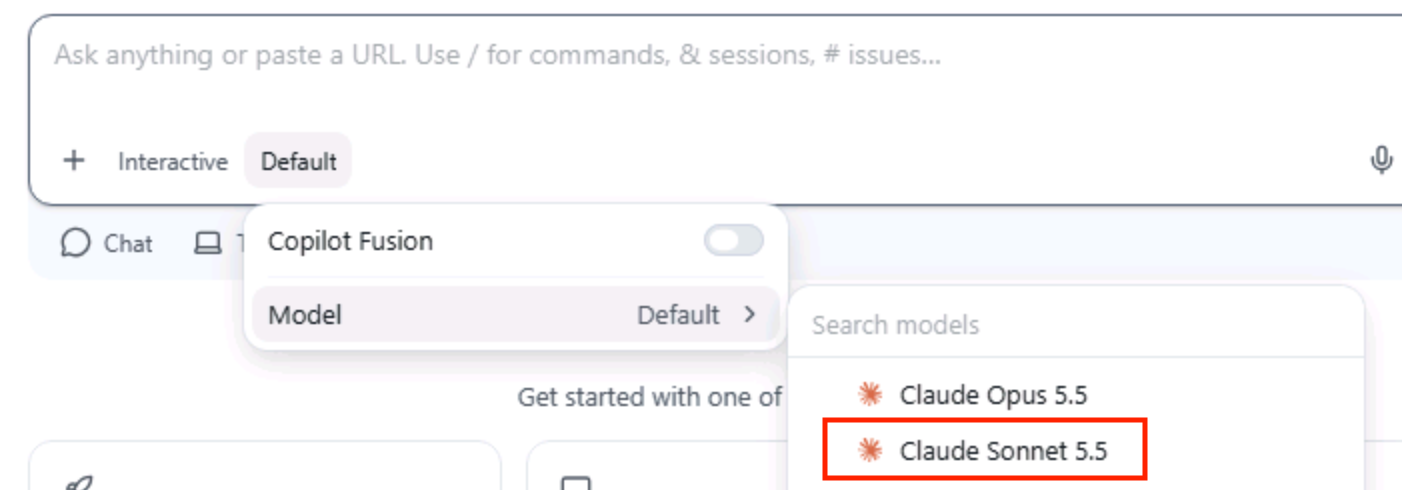 Ask anything or paste a URL. Use / for commands, & sessions, # issues...
Interactive Default
Chat
Copilot Fusion
Model Default
Search models
Get started with one of
Claude Opus 5.5
Claude Sonnet 5.5